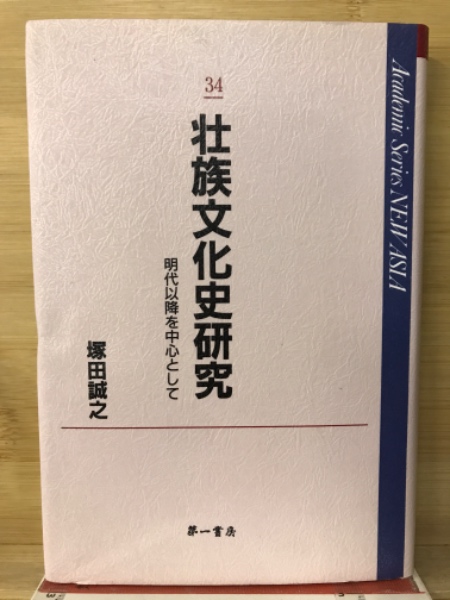 34
壮族文化史研究
明代以降を中心として
塚田誠之
第一書房
Academic Series NEW ASIA